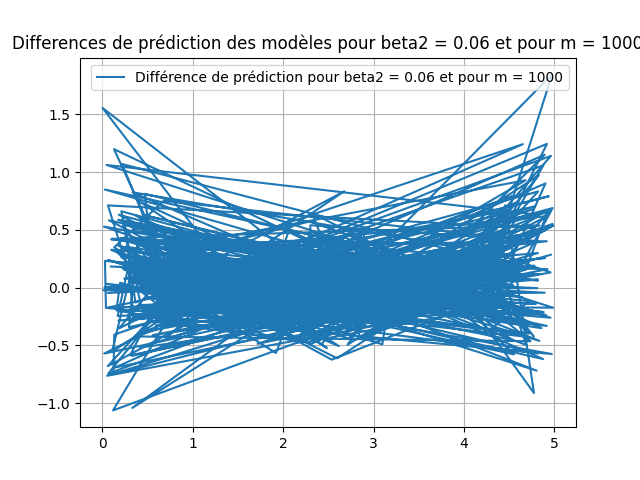 Differences de prédiction des modèles pour beta2 = 0.06 et pour m = 1000
Différence de prédiction pour beta2 = 0.06 et pour m = 1000
1.5
1.0
0.5
0.0
−0.5
−1.0
0 1 2 3 4 5